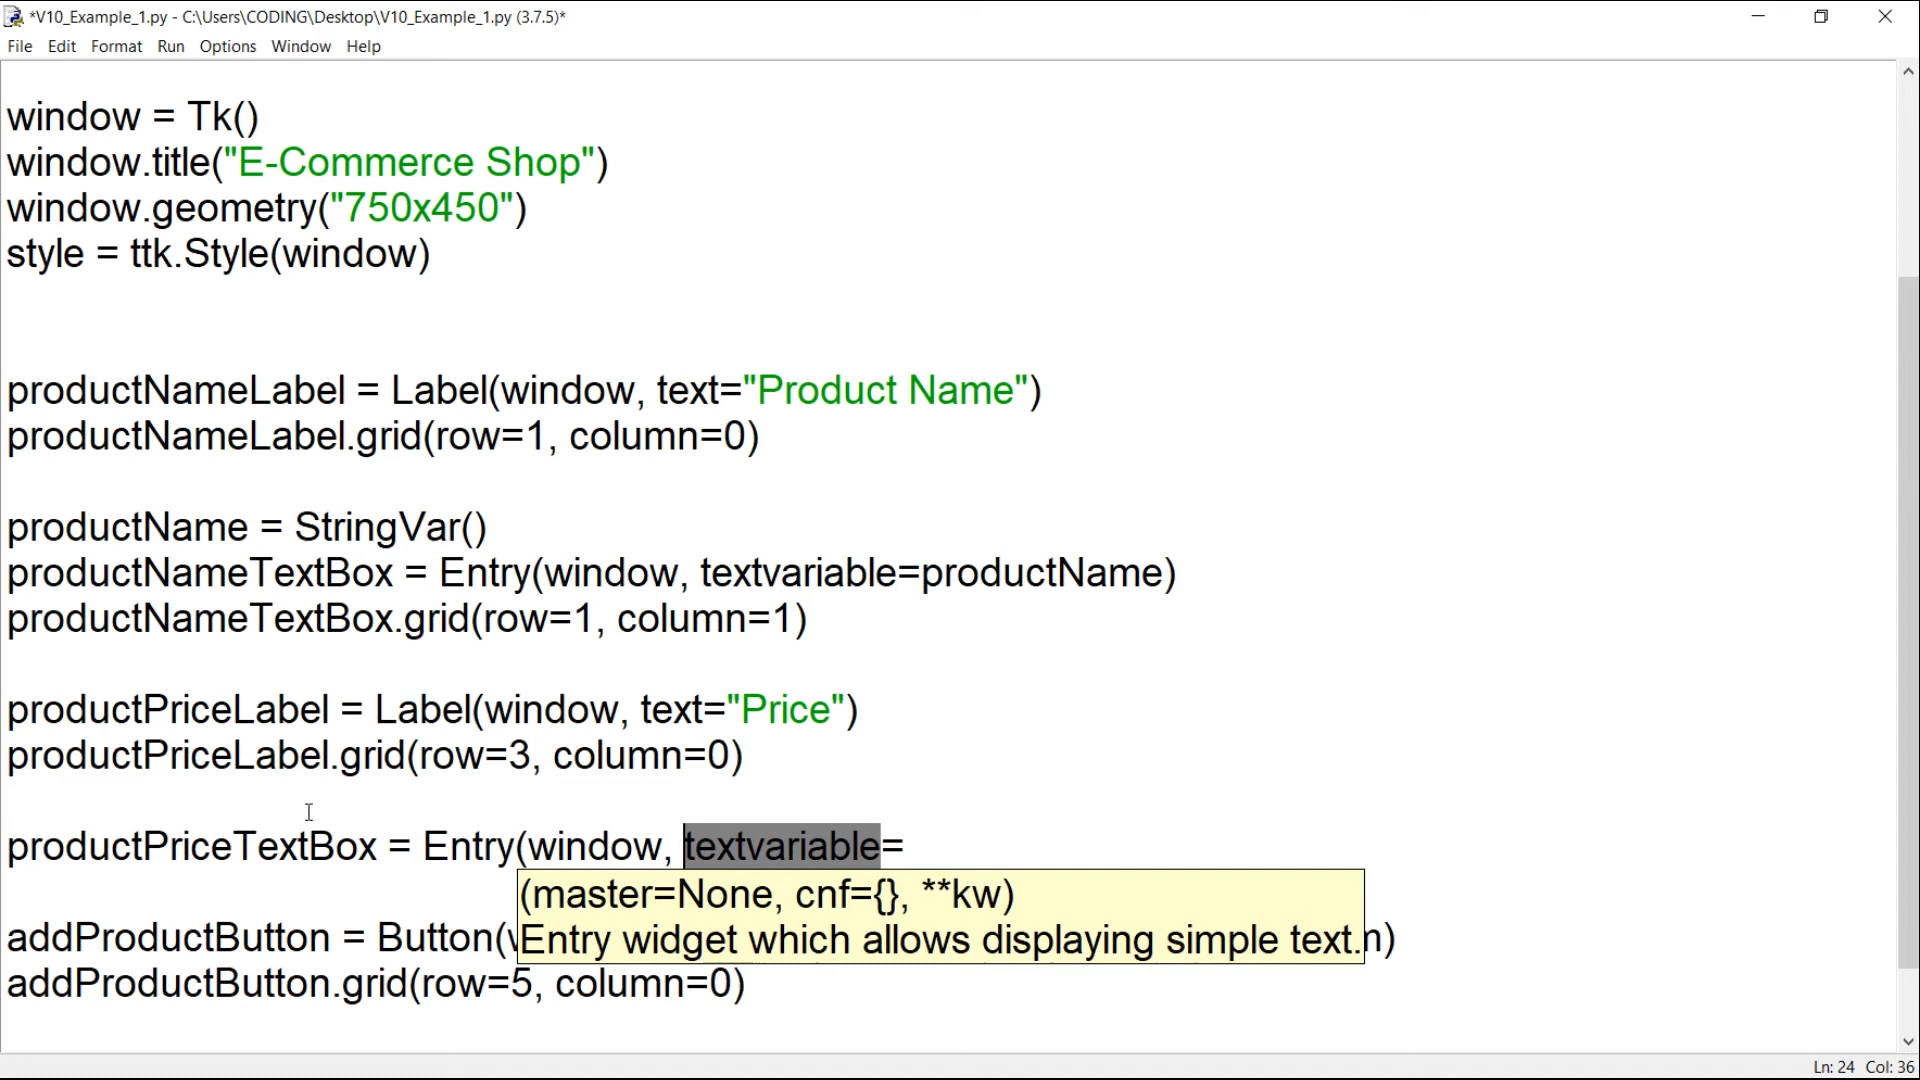 *V10_Example_1.py - C:\Users\CODING\Desktop\V10_Example_1.py (3.7.5)*
File Edit Format Run Options Window Help
window = Tk()
window.title("E-Commerce Shop")
window.geometry("750x450")
style = ttk.Style(window)
productNameLabel = Label(window, text="Product Name")
productNameLabel.grid(row=1, column=0)
productName = StringVar()
productNameTextBox = Entry(window, textvariable=productName)
productNameTextBox.grid(row=1, column=1)
productPriceLabel = Label(window, text="Price")
productPriceLabel.grid(row=3, column=0)
productPriceTextBox = Entry(window, textvariable=
(master=None, cnf={}, **kw)
Entry widget which allows displaying simple text.
addProductButton = Button(
addProductButton.grid(row=5, column=0)
Ln: 24 Col: 36